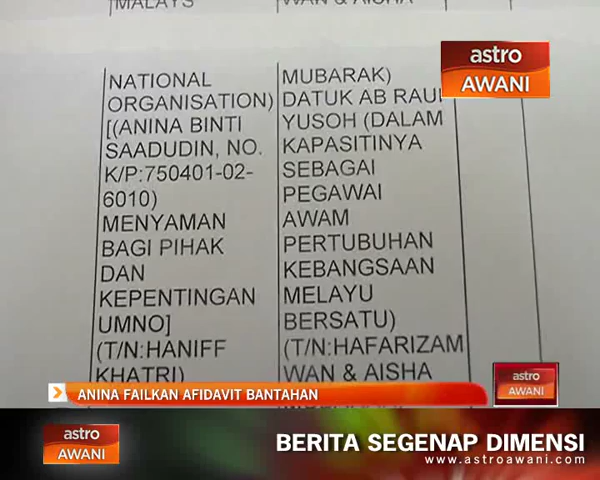 MALAYS
WAN & AISHA
NATIONAL
ORGANISATION)
[(ANINA BINTI
SAADUDIN, NO.
K/P:750401-02-
6010)
MENYAMAN
BAGI PIHAK
DAN
KEPENTINGAN
UMNO]
(T/N:HANIFF
KHATRI)
MUBARAK)
DATUK AB RAUF
YUSOH (DALAM
KAPASITINYA
SEBAGAI
PEGAWAI
AWAM
PERTUBUHAN
KEBANGSAAN
MELAYU
BERSATU)
(T/N:HAFARIZAM
WAN & AISHA
astro
AWANI
ANINA FAILKAN AFIDAVIT BANTAHAN
astro
AWANI
astro
AWANI
BERITA SEGENAP DIMENSI
www.astroawani.com